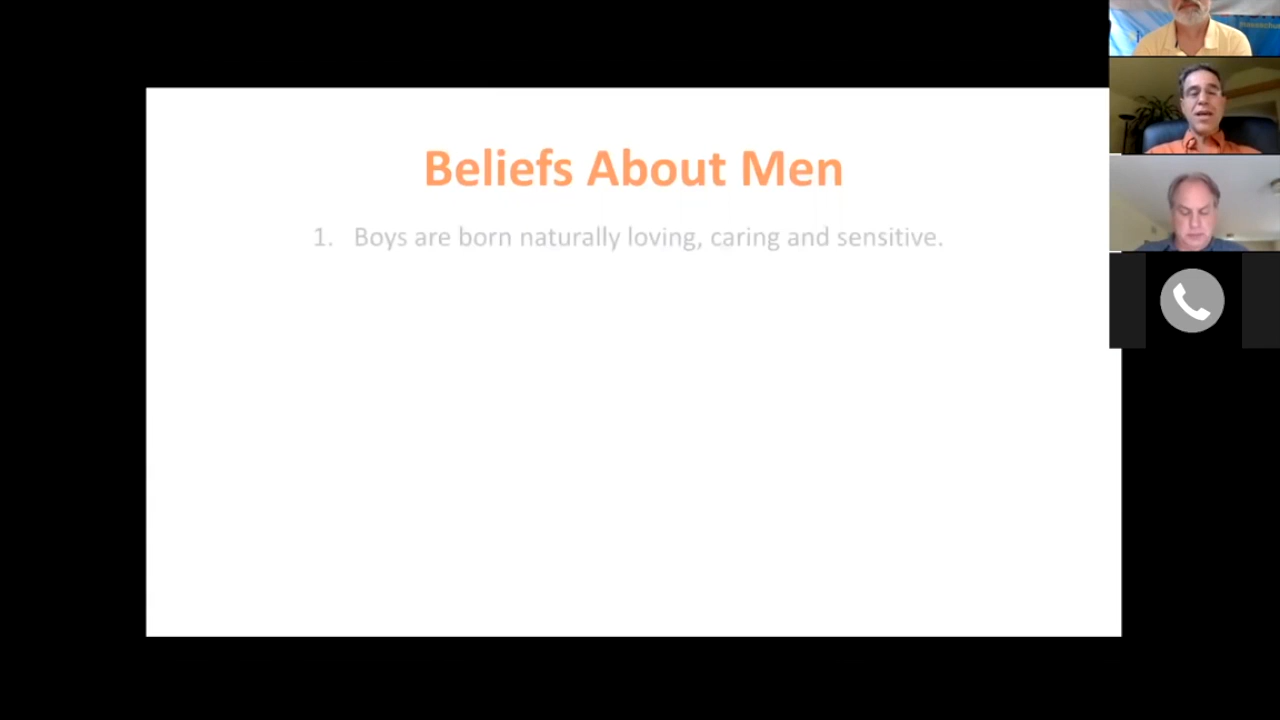 Beliefs About Men
1. Boys are born naturally loving, caring and sensitive.